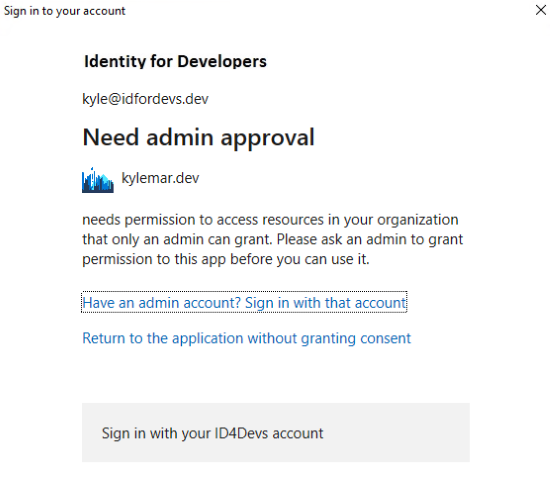 Sign in to your account
Identity for Developers
kyle@idfordevs.dev
Need admin approval
kylemar.dev
needs permission to access resources in your organization
that only an admin can grant. Please ask an admin to grant
permission to this app before you can use it.
Have an admin account? Sign in with that account
Return to the application without granting consent
Sign in with your ID4Devs account